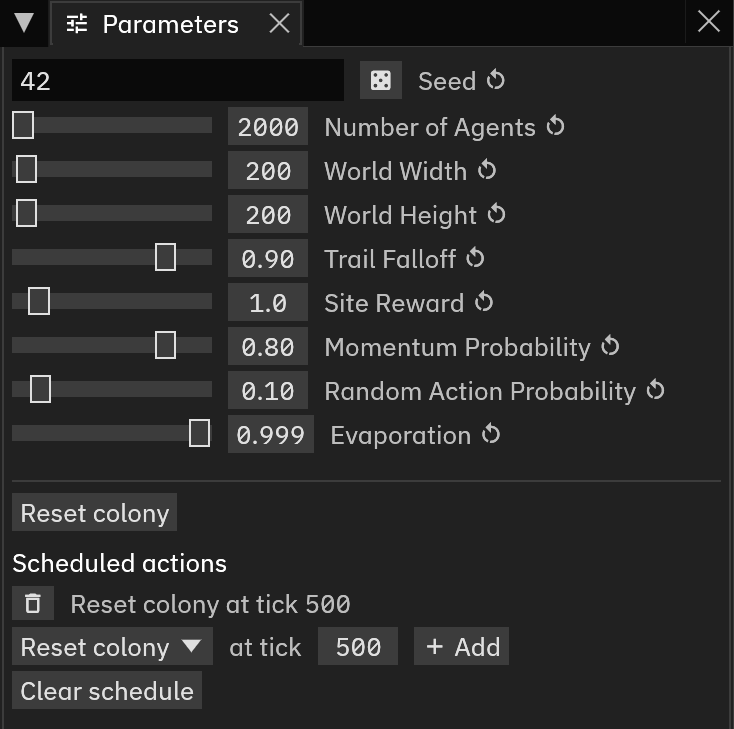 Parameters
42 Seed
2000 Number of Agents
200 World Width
200 World Height
0.90 Trail Falloff
1.0 Site Reward
0.80 Momentum Probability
0.10 Random Action Probability
0.999 Evaporation
Reset colony
Scheduled actions
Reset colony at tick 500
Reset colony at tick 500 + Add
Clear schedule